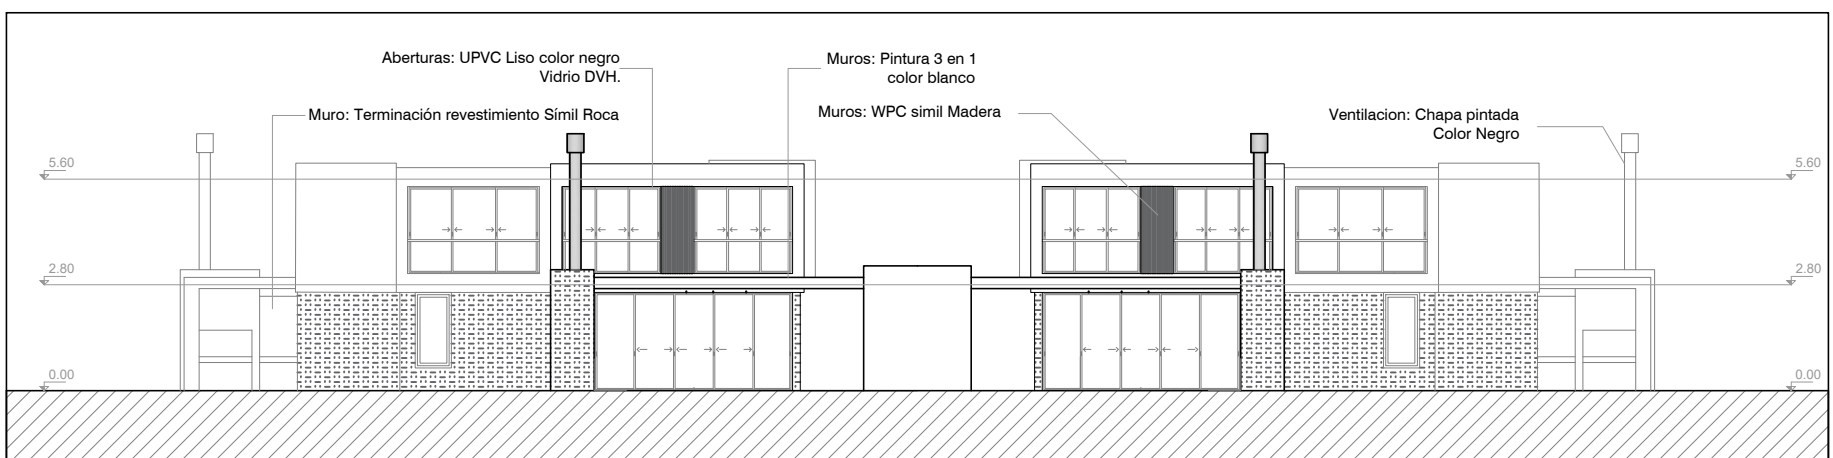 Aberturas: UPVC Liso color negro
Vidrio DVH.
Muros: Pintura 3 en 1
color blanco
Muro: Terminación revestimiento Símil Roca
Muros: WPC simil Madera
Ventilacion: Chapa pintada
Color Negro
5.60
5.60
2.80
2.80
0.00
0.00